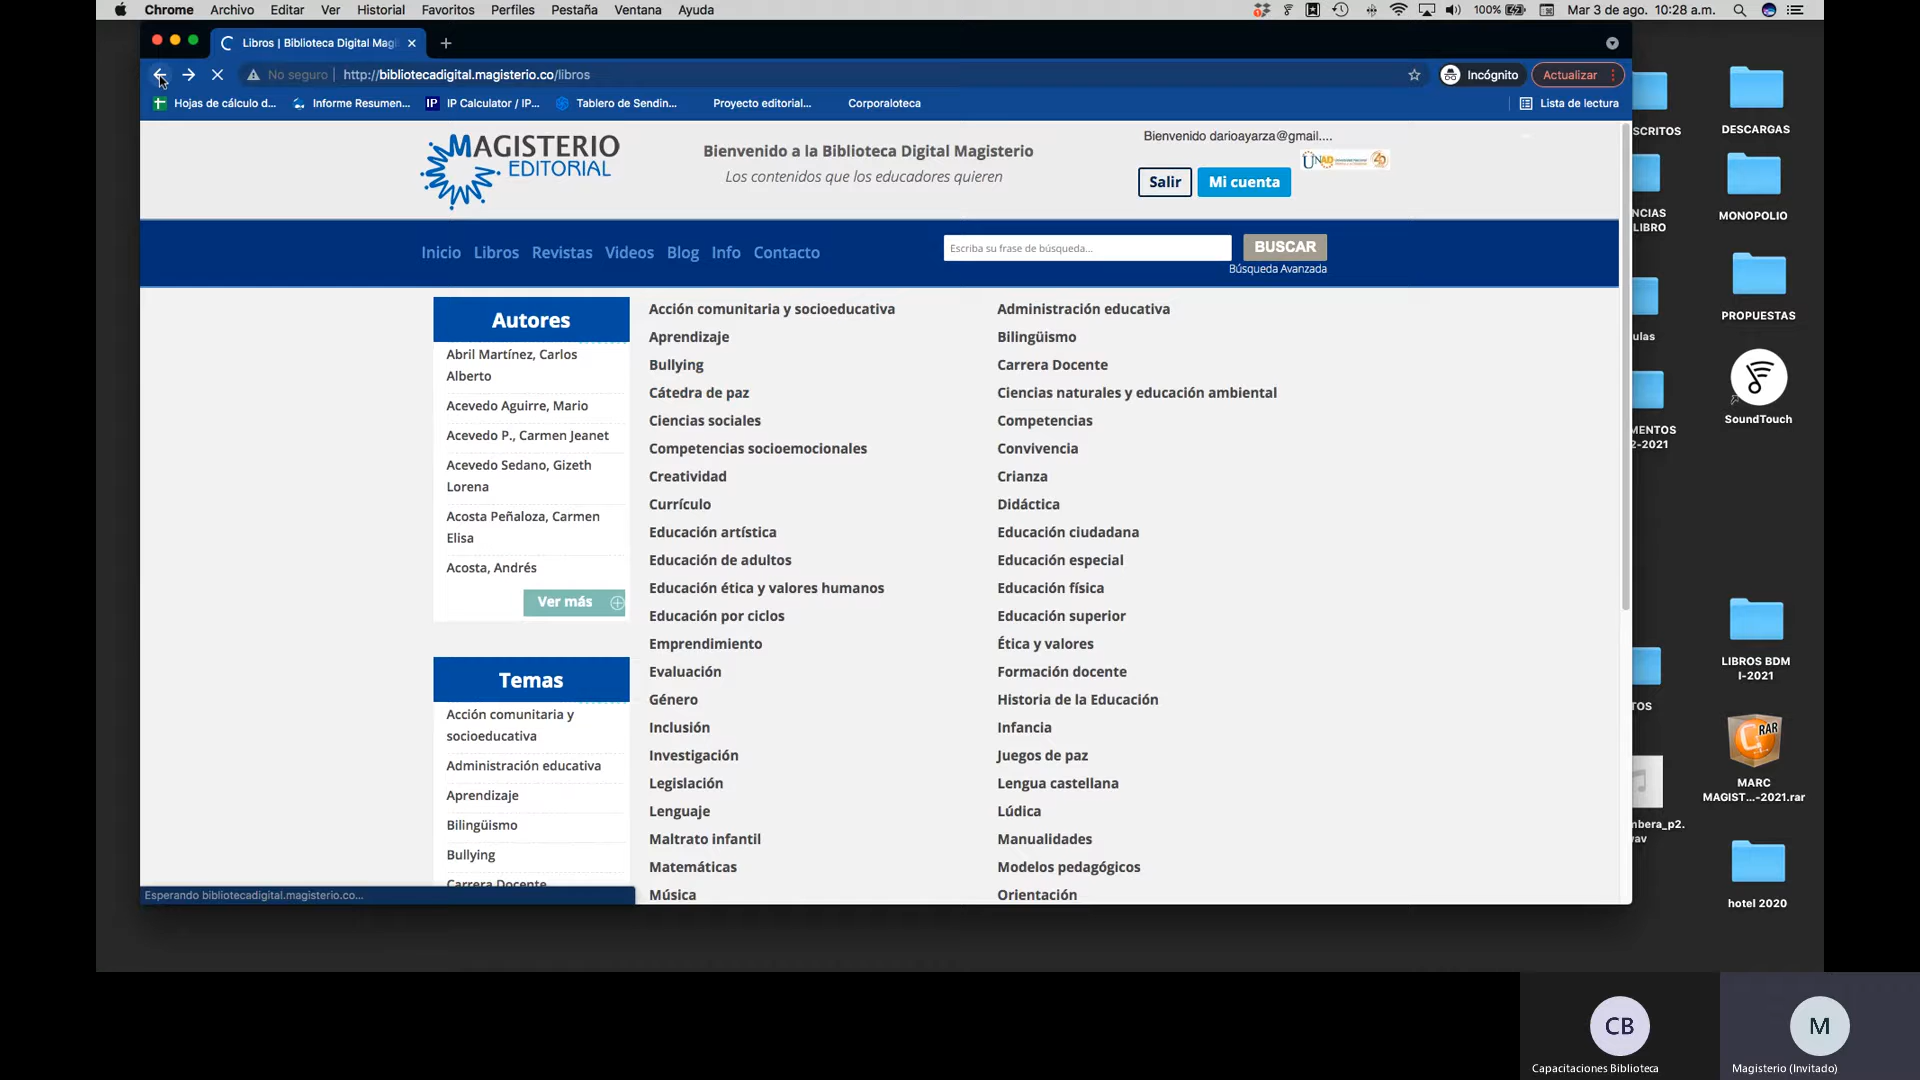 Chrome Archivo Editar Ver Historial Favoritos Perfiles Pestaña Ventana Ayuda
100% Mar 3 de ago. 10:28 a.m.
Libros | Biblioteca Digital Mag
No seguro http://bibliotecadigital.magisterio.co/libros Incógnito Actualizar
Hojas de cálculo d... Informe Resumen... IP IP Calculator / IP... Tablero de Sendin... Proyecto editorial... Corporaloteca Lista de lectura
MAGISTERIO
EDITORIAL
Bienvenido a la Biblioteca Digital Magisterio
Los contenidos que los educadores quieren
Bienvenido darioayarza@gmail....
UNAD
Salir Mi cuenta
Inicio Libros Revistas Videos Blog Info Contacto
Escriba su frase de búsqueda... BUSCAR
Búsqueda Avanzada
Autores
Abril Martínez, Carlos
Alberto
Acevedo Aguirre, Mario
Acevedo P., Carmen Jeanet
Acevedo Sedano, Gizeth
Lorena
Acosta Peñaloza, Carmen
Elisa
Acosta, Andrés
Ver más
Temas
Acción comunitaria y
socioeducativa
Administración educativa
Aprendizaje
Bilingüismo
Bullying
Carrera Docente
Esperando bibliotecadigital.magisterio.co...
Acción comunitaria y socioeducativa
Aprendizaje
Bullying
Cátedra de paz
Ciencias sociales
Competencias socioemocionales
Creatividad
Currículo
Educación artística
Educación de adultos
Educación ética y valores humanos
Educación por ciclos
Emprendimiento
Evaluación
Género
Inclusión
Investigación
Legislación
Lenguaje
Maltrato infantil
Matemáticas
Música
Administración educativa
Bilingüismo
Carrera Docente
Ciencias naturales y educación ambiental
Competencias
Convivencia
Crianza
Didáctica
Educación ciudadana
Educación especial
Educación física
Educación superior
Ética y valores
Formación docente
Historia de la Educación
Infancia
Juegos de paz
Lengua castellana
Lúdica
Manualidades
Modelos pedagógicos
Orientación
SCRITOS
NCIAS
LIBRO
ulas
MENTOS
2-2021
TOS
mbera_p2.
wav
DESCARGAS
MONOPOLIO
PROPUESTAS
SoundTouch
LIBROS BDM
I-2021
RAR
MARC
MAGIST...-2021.rar
hotel 2020
CB
Capacitaciones Biblioteca
M
Magisterio (Invitado)